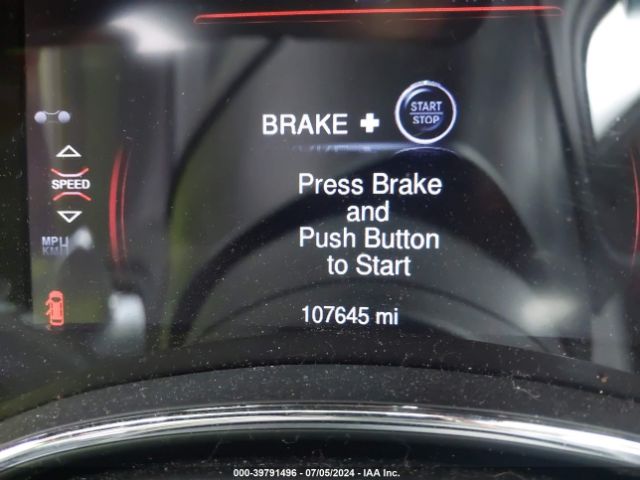 BRAKE + START
STOP
SPEED
MPH
KM/H
Press Brake
and
Push Button
to Start
107645 mi
000-39791496 - 07/05/2024 - IAA Inc.